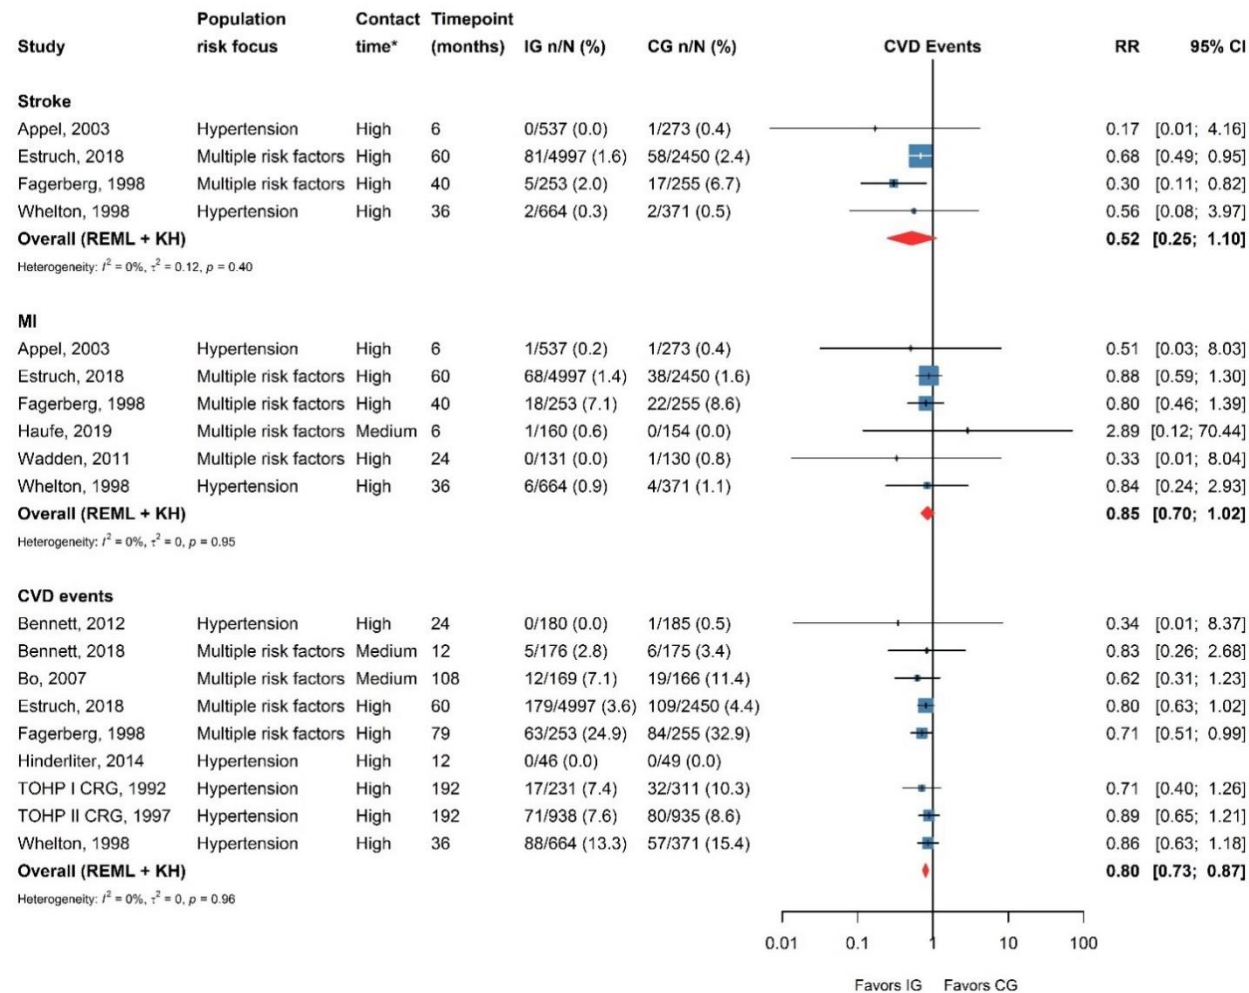 Population Contact Timepoint
Study risk focus time* (months) IG n/N (%) CG n/N (%) CVD Events RR 95% CI
Stroke
Appel, 2003 Hypertension High 6 0/537 (0.0) 1/273 (0.4) 0.17 [0.01; 4.16]
Estruch, 2018 Multiple risk factors High 60 81/4997 (1.6) 58/2450 (2.4) 0.68 [0.49; 0.95]
Fagerberg, 1998 Multiple risk factors High 40 5/253 (2.0) 17/255 (6.7) 0.30 [0.11; 0.82]
Whelton, 1998 Hypertension High 36 2/664 (0.3) 2/371 (0.5) 0.56 [0.08; 3.97]
Overall (REML + KH) 0.52 [0.25; 1.10]
Heterogeneity: I² = 0%, τ² = 0.12, p = 0.40
MI
Appel, 2003 Hypertension High 6 1/537 (0.2) 1/273 (0.4) 0.51 [0.03; 8.03]
Estruch, 2018 Multiple risk factors High 60 68/4997 (1.4) 38/2450 (1.6) 0.88 [0.59; 1.30]
Fagerberg, 1998 Multiple risk factors High 40 18/253 (7.1) 22/255 (8.6) 0.80 [0.46; 1.39]
Haufe, 2019 Multiple risk factors Medium 6 1/160 (0.6) 0/154 (0.0) 2.89 [0.12; 70.44]
Wadden, 2011 Multiple risk factors High 24 0/131 (0.0) 1/130 (0.8) 0.33 [0.01; 8.04]
Whelton, 1998 Hypertension High 36 6/664 (0.9) 4/371 (1.1) 0.84 [0.24; 2.93]
Overall (REML + KH) 0.85 [0.70; 1.02]
Heterogeneity: I² = 0%, τ² = 0, p = 0.95
CVD events
Bennett, 2012 Hypertension High 24 0/180 (0.0) 1/185 (0.5) 0.34 [0.01; 8.37]
Bennett, 2018 Multiple risk factors Medium 12 5/176 (2.8) 6/175 (3.4) 0.83 [0.26; 2.68]
Bo, 2007 Multiple risk factors Medium 108 12/169 (7.1) 19/166 (11.4) 0.62 [0.31; 1.23]
Estruch, 2018 Multiple risk factors High 60 179/4997 (3.6) 109/2450 (4.4) 0.80 [0.63; 1.02]
Fagerberg, 1998 Multiple risk factors High 79 63/253 (24.9) 84/255 (32.9) 0.71 [0.51; 0.99]
Hinderliter, 2014 Hypertension High 12 0/46 (0.0) 0/49 (0.0)
TOHP I CRG, 1992 Hypertension High 192 17/231 (7.4) 32/311 (10.3) 0.71 [0.40; 1.26]
TOHP II CRG, 1997 Hypertension High 192 71/938 (7.6) 80/935 (8.6) 0.89 [0.65; 1.21]
Whelton, 1998 Hypertension High 36 88/664 (13.3) 57/371 (15.4) 0.86 [0.63; 1.18]
Overall (REML + KH) 0.80 [0.73; 0.87]
Heterogeneity: I² = 0%, τ² = 0, p = 0.96
0.01 0.1 1 10 100
Favors IG Favors CG